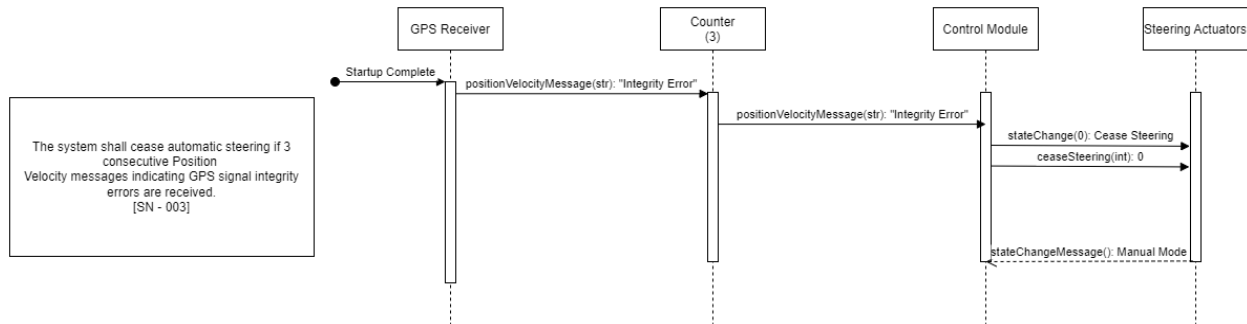 GPS Receiver
Counter
(3)
Control Module
Steering Actuators
Startup Complete
positionVelocityMessage(str): "Integrity Error"
positionVelocityMessage(str): "Integrity Error"
stateChange(0): Cease Steering
ceaseSteering(int): 0
The system shall cease automatic steering if 3
consecutive Position
Velocity messages indicating GPS signal integrity
errors are received.
[SN - 003]
stateChangeMessage(): Manual Mode